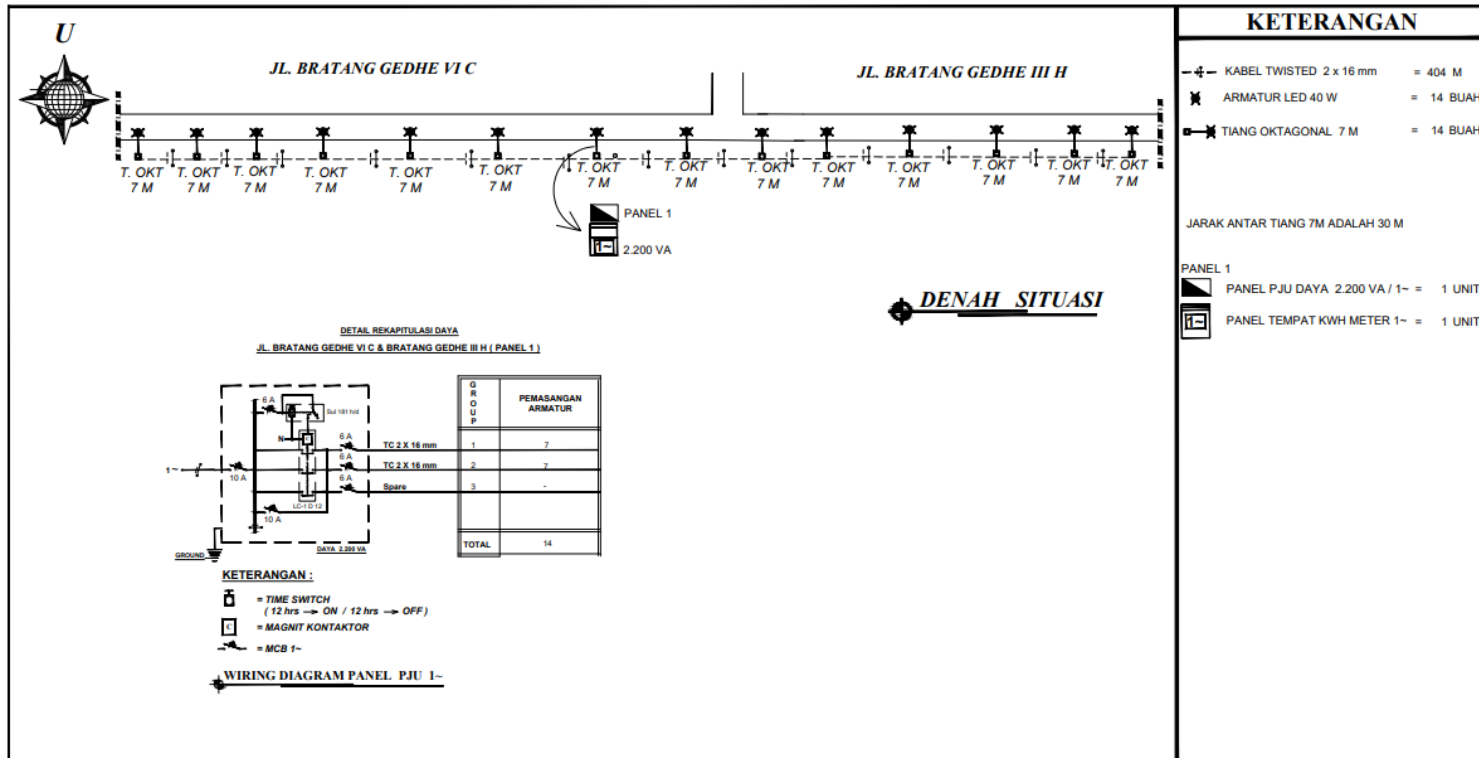 U
JL. BRATANG GEDHE VI C
JL. BRATANG GEDHE III H
T. OKT 7 M
T. OKT 7 M
T. OKT 7 M
T. OKT 7 M
T. OKT 7 M
T. OKT 7 M
T. OKT 7 M
T. OKT 7 M
T. OKT 7 M
T. OKT 7 M
T. OKT 7 M
T. OKT 7 M
T. OKT 7 M
T. OKT 7 M
PANEL 1
1~
2.200 VA
DENAH SITUASI
DETAIL REKAPITULASI DAYA
JL. BRATANG GEDHE VI C & BRATANG GEDHE III H ( PANEL 1 )
GROUP PEMASANGAN ARMATUR
1 7
2 7
3 -
TOTAL 14
6 A
Sul 181 h/d
N
C
6 A
TC 2 X 16 mm
6 A
TC 2 X 16 mm
1~
10 A
6 A
Spare
LC-1 D 12
10 A
GROUND
DAYA 2.200 VA
KETERANGAN :
= TIME SWITCH
( 12 hrs → ON / 12 hrs → OFF )
C = MAGNIT KONTAKTOR
= MCB 1~
WIRING DIAGRAM PANEL PJU 1~
KETERANGAN
KABEL TWISTED 2 x 16 mm = 404 M
ARMATUR LED 40 W = 14 BUAH
TIANG OKTAGONAL 7 M = 14 BUAH
JARAK ANTAR TIANG 7M ADALAH 30 M
PANEL 1
PANEL PJU DAYA 2.200 VA / 1~ = 1 UNIT
1~ PANEL TEMPAT KWH METER 1~ = 1 UNIT